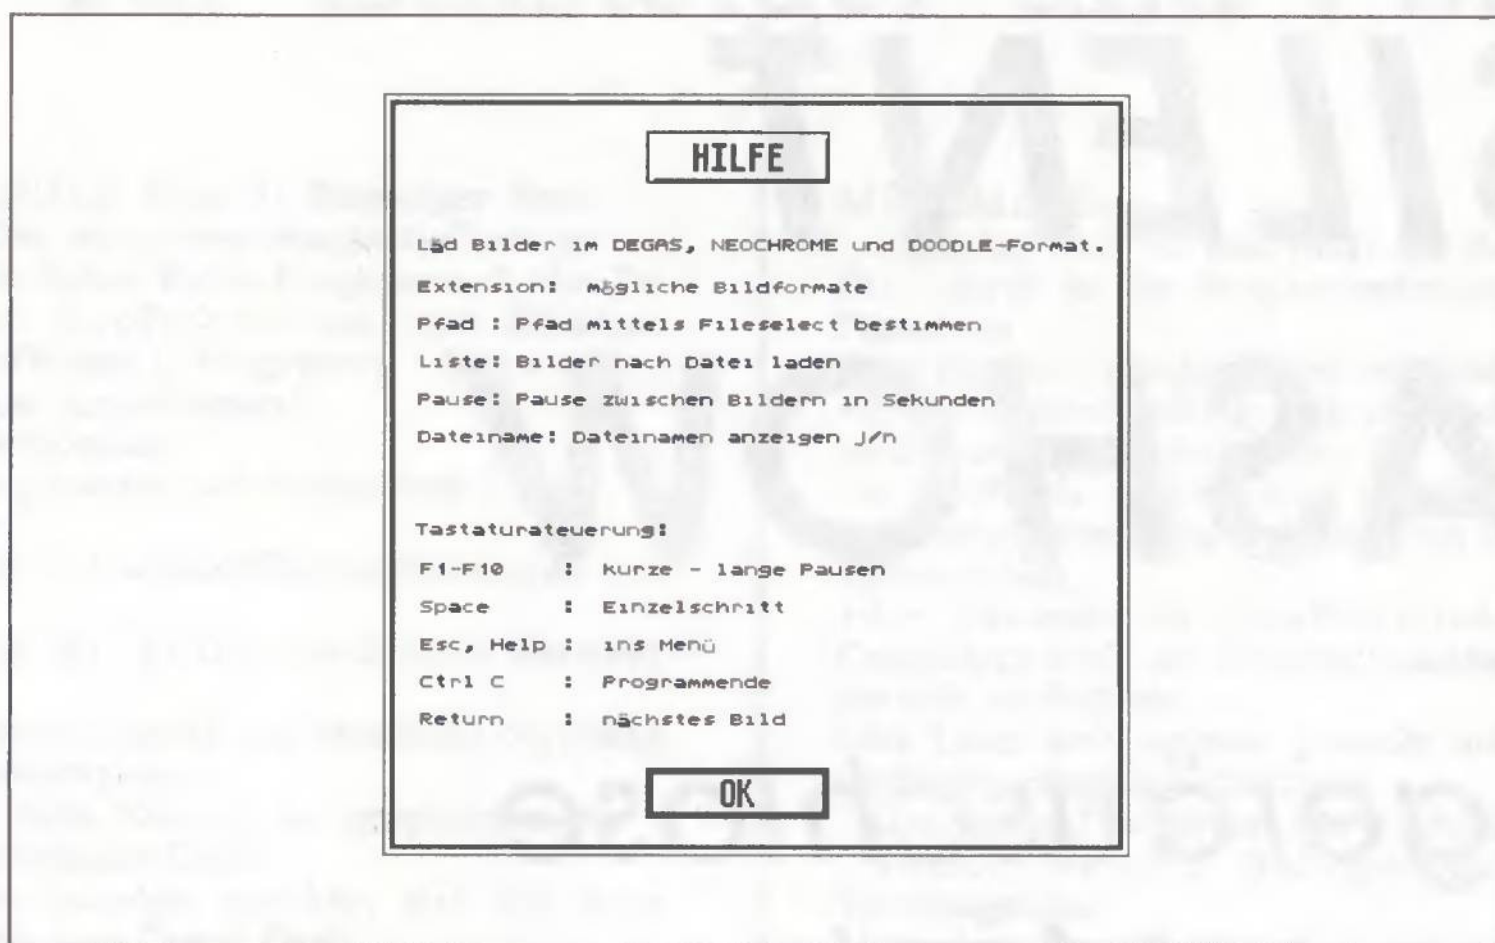 HILFE
Läd Bilder im DEGAS, NEOCHROME und DOODLE-Format.
Extension: mögliche Bildformate
Pfad : Pfad mittels Fileselect bestimmen
Liste: Bilder nach Datei laden
Pause: Pause zwischen Bildern in Sekunden
Dateiname: Dateinamen anzeigen j/n
Tastaturateuerung:
F1-F10 : kurze - lange Pausen
Space : Einzelschritt
Esc, Help : ins Menü
Ctrl C : Programmende
Return : nächstes Bild
OK